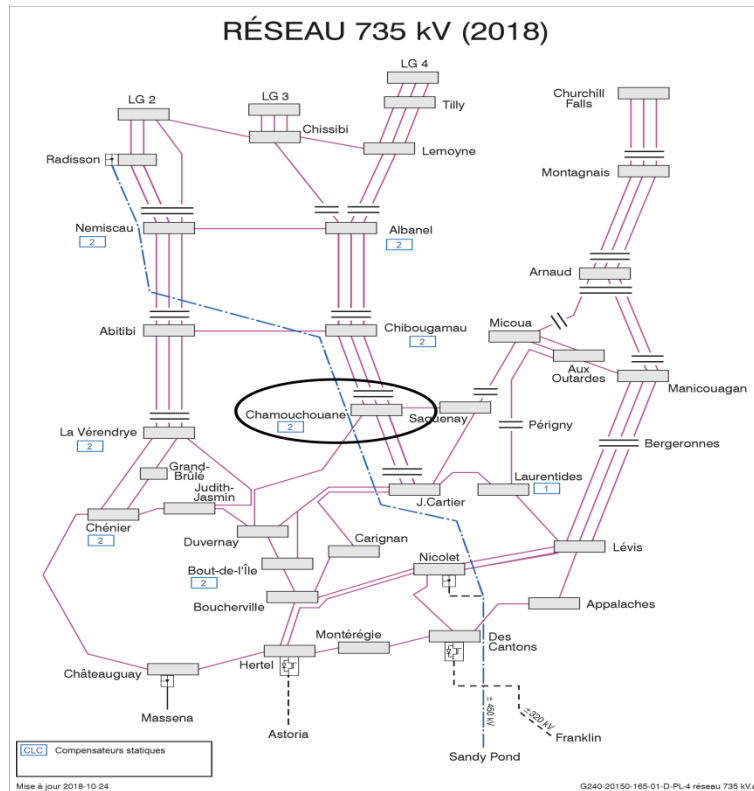 RÉSEAU 735 kV (2018)
LG 4
LG 2
LG 3
Tilly
Churchill
Falls
Chissibi
Radisson
Lemoyne
Montagnais
Nemiscau
2
Albanel
2
Arnaud
Abitibi
Chibougamau
2
Micoua
Aux
Outardes
Manicouagan
Chamouchouane
2
Saguenay
Périgny
La Vérendrye
2
Bergeronnes
Grand-
Brûlé
Judith-
Jasmin
Laurentides
1
J.Cartier
Chénier
2
Duvernay
Carignan
Nicolet
Lévis
Bout-de-l'Île
2
Boucherville
Appalaches
Montérégie
Des
Cantons
Hertel
Châteauguay
Massena
Astoria
± 450 kV
±320 kV
Franklin
Sandy Pond
CLC Compensateurs statiques
Mise à jour 2018-10-24
G240-20150-165-01-D-PL-4 réseau 735 kV.